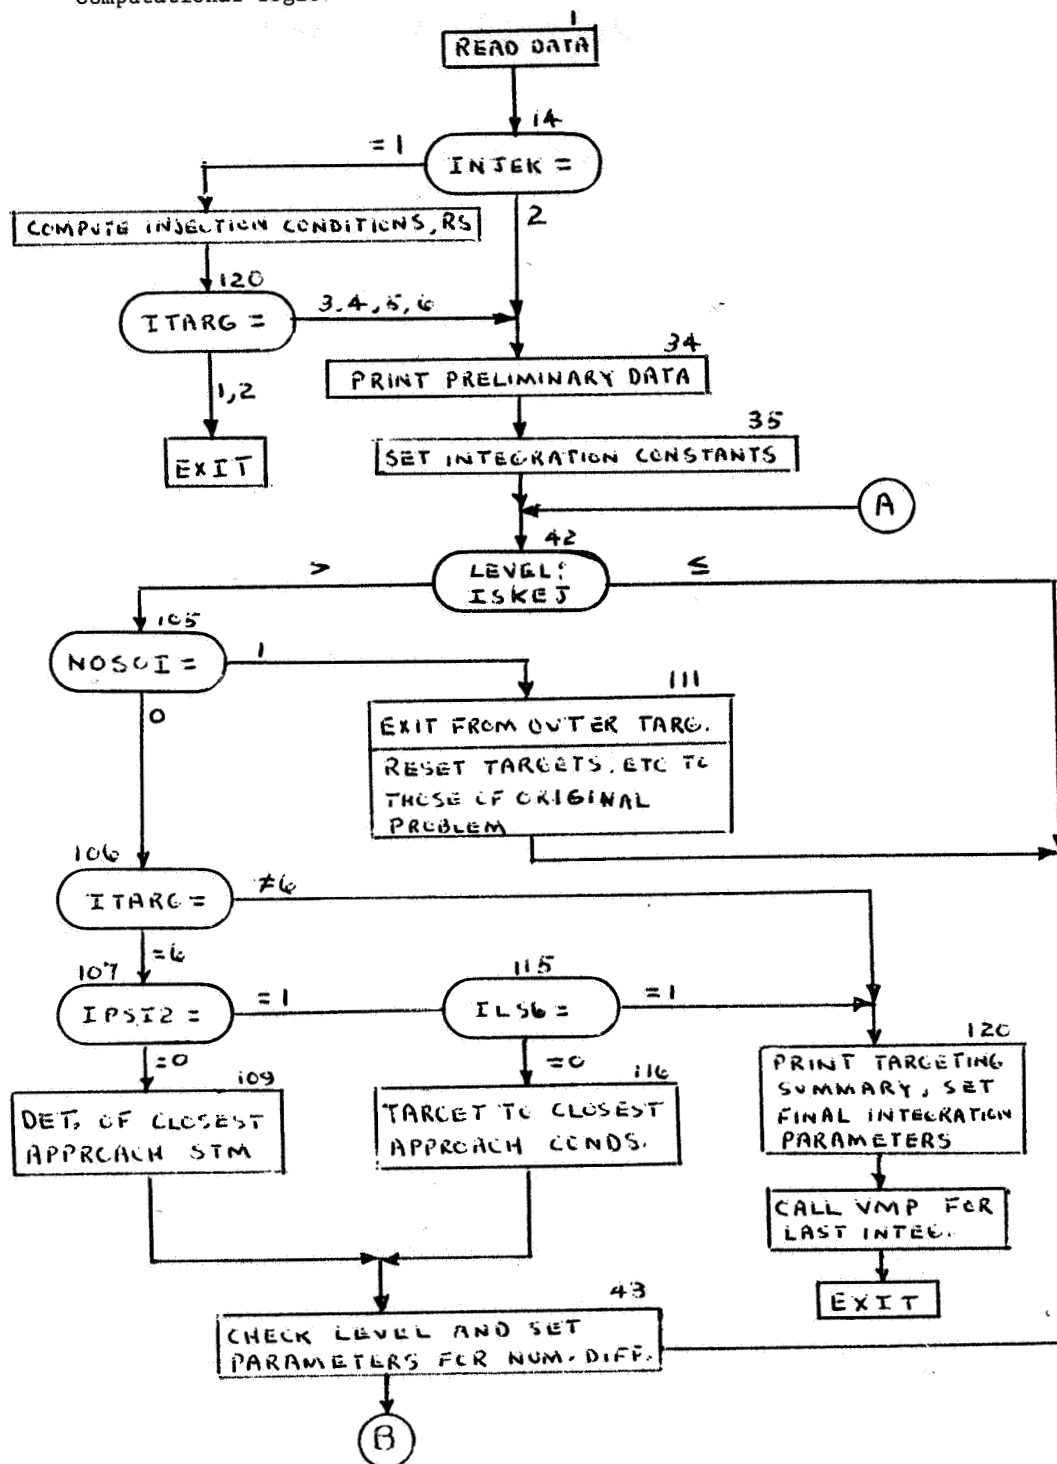 Computational Logic
1
READ DATA
14
INJEK =
= 1
2
COMPUTE INJECTION CONDITIONS, RS
120
ITARG =
3, 4, 5, 6
1, 2
EXIT
34
PRINT PRELIMINARY DATA
35
SET INTEGRATION CONSTANTS
A
42
LEVEL:
ISKEJ
>
≤
105
NOSOI =
1
0
111
EXIT FROM OUTER TARG.
RESET TARGETS, ETC TO
THOSE OF ORIGINAL
PROBLEM
106
ITARG =
≠6
=6
107
IPSI2 =
=1
=0
115
ILS6 =
=1
=0
109
DET. OF CLOSEST
APPROACH STM
116
TARGET TO CLOSEST
APPROACH CONDS.
120
PRINT TARGETING
SUMMARY, SET
FINAL INTEGRATION
PARAMETERS
CALL VMP FOR
LAST INTEG.
EXIT
43
CHECK LEVEL AND SET
PARAMETERS FOR NUM. DIFF.
B